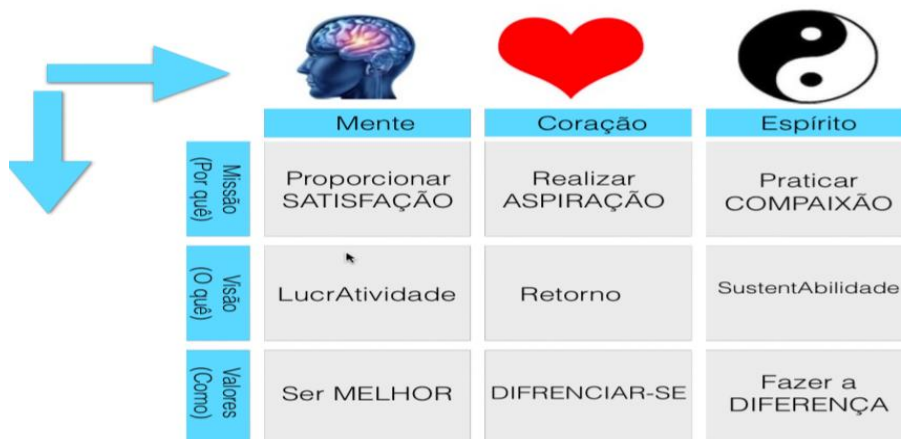 Mente
Coração
Espírito
Missão
(Por quê)
Proporcionar
SATISFAÇÃO
Realizar
ASPIRAÇÃO
Praticar
COMPAIXÃO
Visão
(O quê)
LucrAtividade
Retorno
SustentAbilidade
Valores
(Como)
Ser MELHOR
DIFRENCIAR-SE
Fazer a
DIFERENÇA